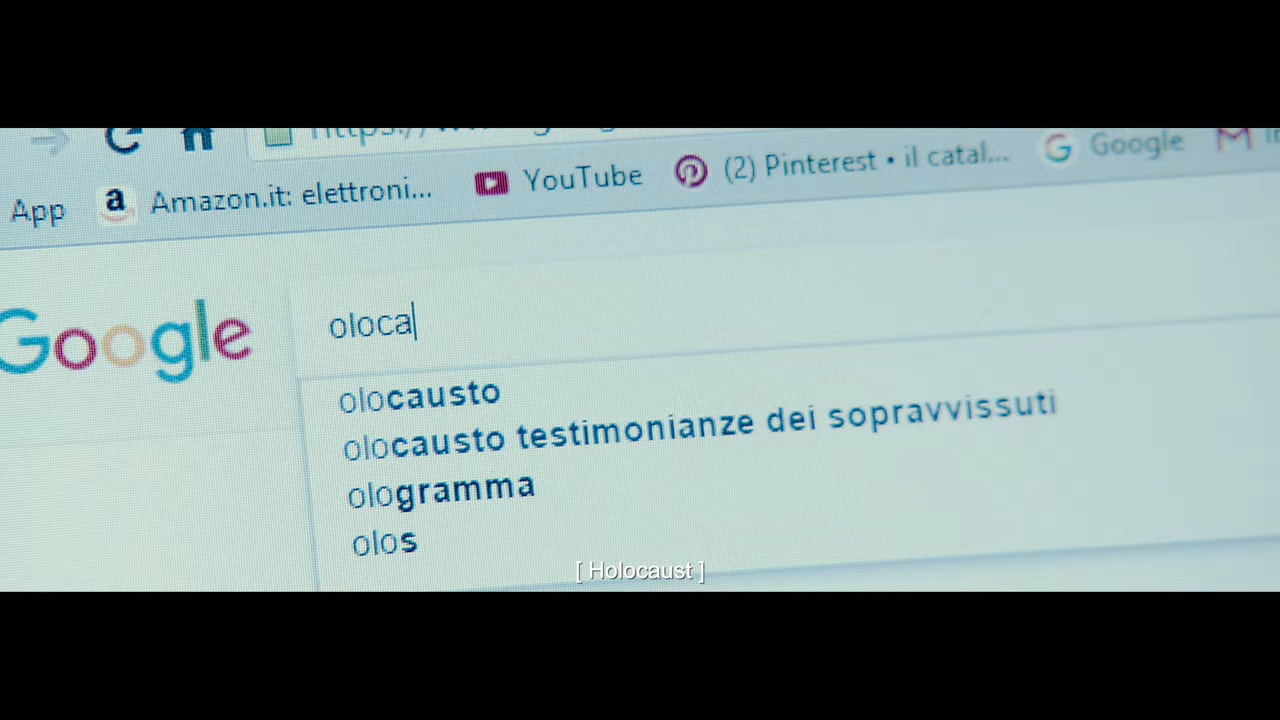 App Amazon.it: elettroni... YouTube (2) Pinterest • il catal... Google
Google
oloca
olocausto
olocausto testimonianze dei sopravvissuti
ologramma
olos
[ Holocaust ]